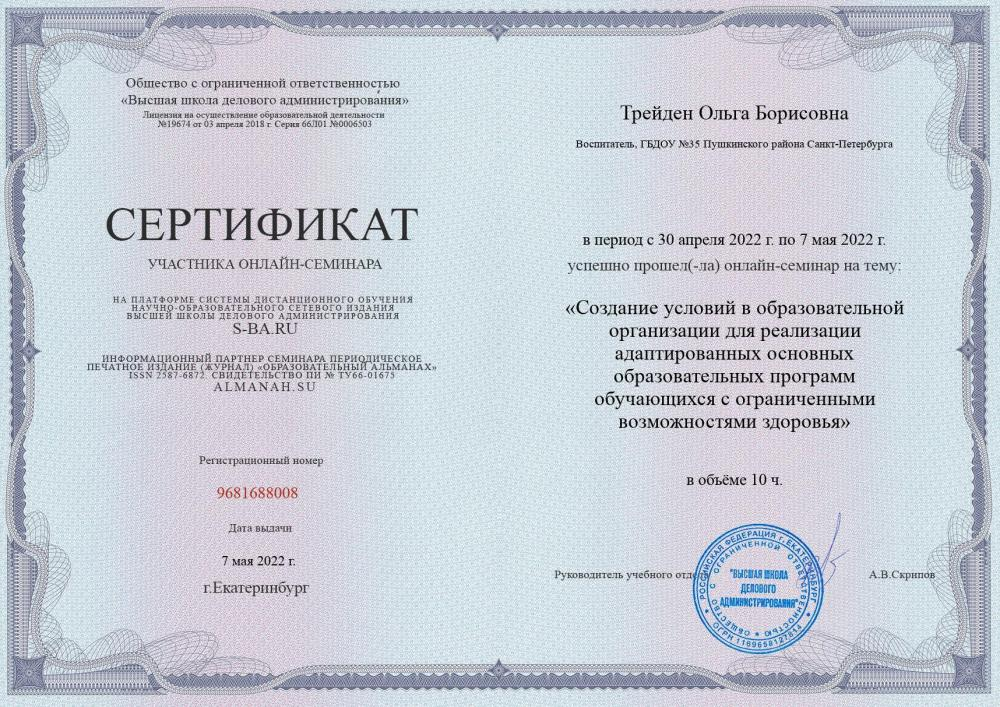 Общество с ограниченной ответственностью
«Высшая школа делового администрирования»
Лицензия на осуществление образовательной деятельности
№19674 от 03 апреля 2018 г. Серия 66Л01 №0006503
СЕРТИФИКАТ
УЧАСТНИКА ОНЛАЙН-СЕМИНАРА
НА ПЛАТФОРМЕ СИСТЕМЫ ДИСТАНЦИОННОГО ОБУЧЕНИЯ
НАУЧНО-ОБРАЗОВАТЕЛЬНОГО СЕТЕВОГО ИЗДАНИЯ
ВЫСШЕЙ ШКОЛЫ ДЕЛОВОГО АДМИНИСТРИРОВАНИЯ
S-BA.RU
ИНФОРМАЦИОННЫЙ ПАРТНЕР СЕМИНАРА ПЕРИОДИЧЕСКОЕ
ПЕЧАТНОЕ ИЗДАНИЕ (ЖУРНАЛ) «ОБРАЗОВАТЕЛЬНЫЙ АЛЬМАНАХ»
ISSN 2587-6872. СВИДЕТЕЛЬСТВО ПИ № ТУ66-01675
ALMANAH.SU
Регистрационный номер
9681688008
Дата выдачи
7 мая 2022 г.
г.Екатеринбург
Трейден Ольга Борисовна
Воспитатель, ГБДОУ №35 Пушкинского района Санкт-Петербурга
в период с 30 апреля 2022 г. по 7 мая 2022 г.
успешно прошел(-ла) онлайн-семинар на тему:
«Создание условий в образовательной
организации для реализации
адаптированных основных
образовательных программ
обучающихся с ограниченными
возможностями здоровья»
в объёме 10 ч.
Руководитель учебного отде
А.В.Скрипов
РОССИЙСКАЯ ФЕДЕРАЦИЯ г. ЕКАТЕРИНБУРГ
ОБЩЕСТВО С ОГРАНИЧЕННОЙ ОТВЕТСТВЕННОСТЬЮ
"ВЫСШАЯ ШКОЛА
ДЕЛОВОГО
АДМИНИСТРИРОВАНИЯ"
ОГРН 1169658127814